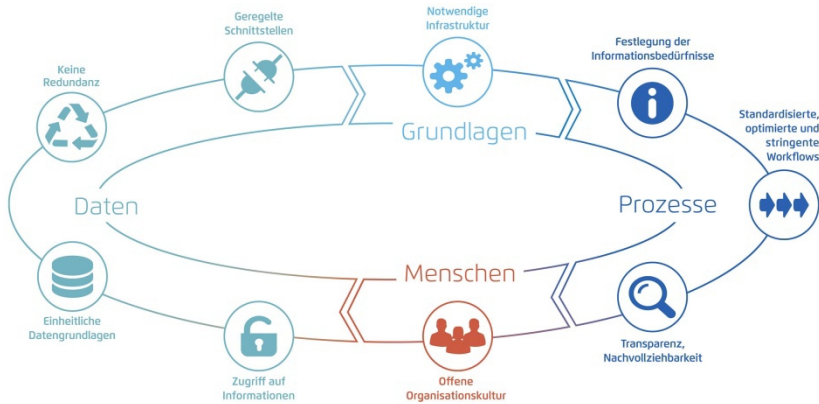 Notwendige
Infrastruktur
Geregelte
Schnittstellen
Festlegung der
Informationsbedürfnisse
Keine
Redundanz
Standardisierte,
optimierte und
stringente
Workflows
Grundlagen
Daten
Prozesse
Menschen
Einheitliche
Datengrundlagen
Transparenz,
Nachvollziehbarkeit
Zugriff auf
Informationen
Offene
Organisationskultur